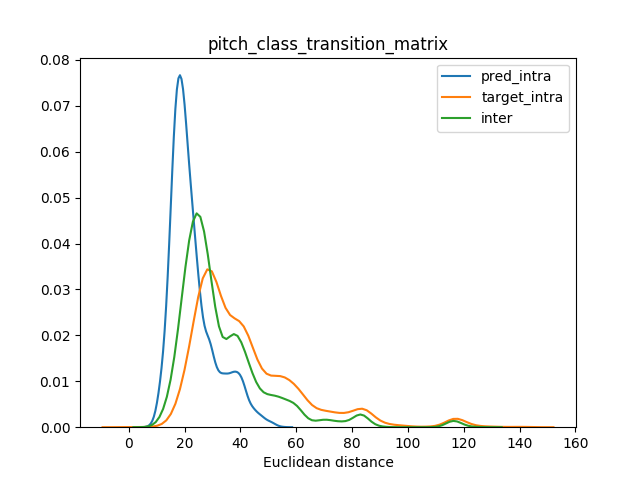 pitch_class_transition_matrix
0.08
0.07
0.06
0.05
0.04
0.03
0.02
0.01
0.00
pred_intra
target_intra
inter
0 20 40 60 80 100 120 140 160
Euclidean distance